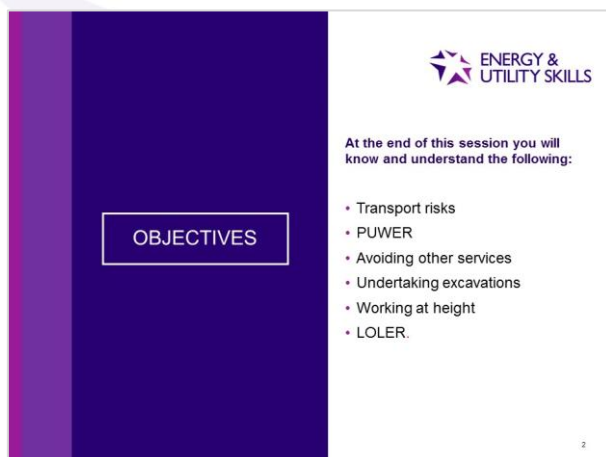 OBJECTIVES
ENERGY &
UTILITY SKILLS
At the end of this session you will
know and understand the following:
• Transport risks
• PUWER
• Avoiding other services
• Undertaking excavations
• Working at height
• LOLER.
2